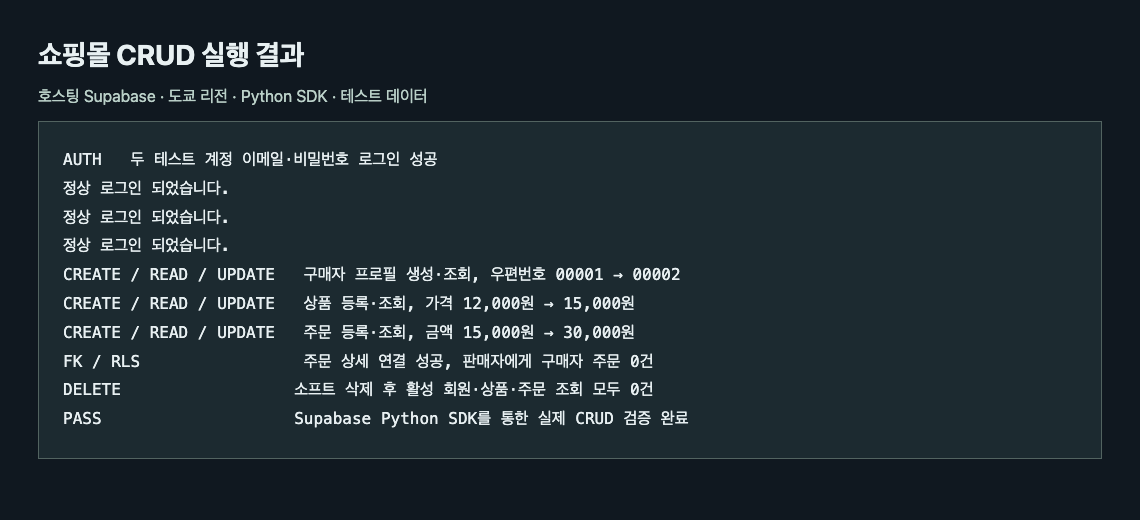 쇼핑몰 CRUD 실행 결과
호스팅 Supabase · 도쿄 리전 · Python SDK · 테스트 데이터
AUTH 두 테스트 계정 이메일·비밀번호 로그인 성공
정상 로그인 되었습니다.
정상 로그인 되었습니다.
정상 로그인 되었습니다.
CREATE / READ / UPDATE 구매자 프로필 생성·조회, 우편번호 00001 → 00002
CREATE / READ / UPDATE 상품 등록·조회, 가격 12,000원 → 15,000원
CREATE / READ / UPDATE 주문 등록·조회, 금액 15,000원 → 30,000원
FK / RLS 주문 상세 연결 성공, 판매자에게 구매자 주문 0건
DELETE 소프트 삭제 후 활성 회원·상품·주문 조회 모두 0건
PASS Supabase Python SDK를 통한 실제 CRUD 검증 완료